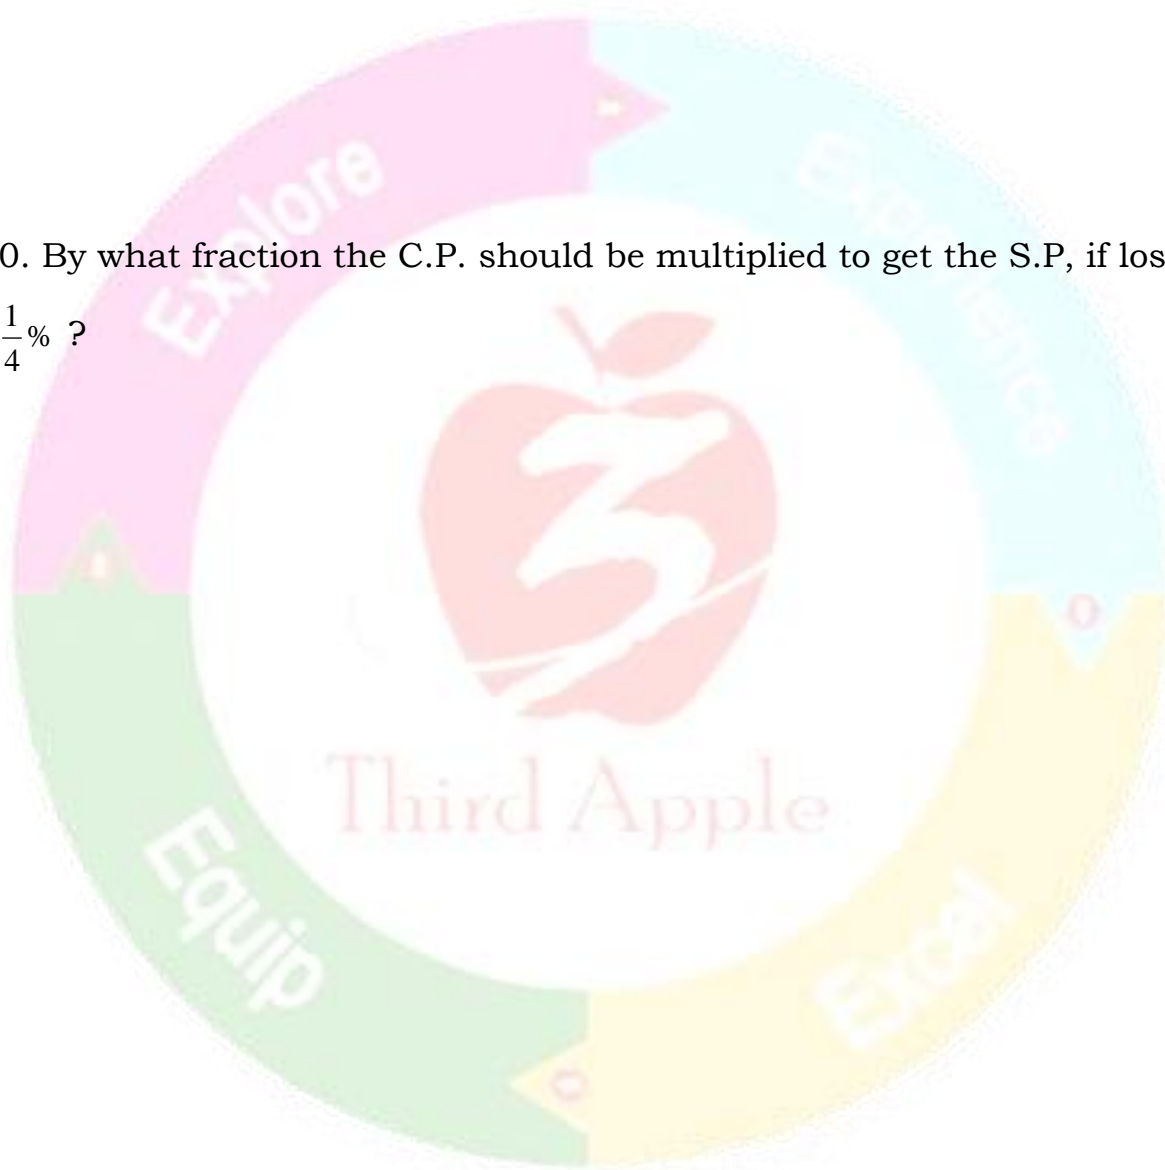 Explore
Experience
0. By what fraction the C.P. should be multiplied to get the S.P, if los
1/4 % ?
3
Third Apple
Equip
Excel